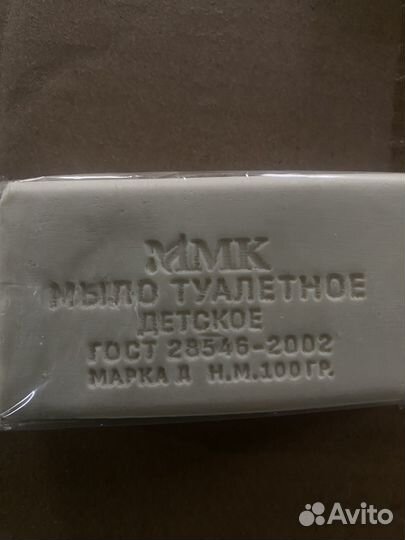 ММК
МЫЛО ТУАЛЕТНОЕ
ДЕТСКОЕ
ГОСТ 28546-2002
МАРКА Д Н.М. 100 ГР.
Avito